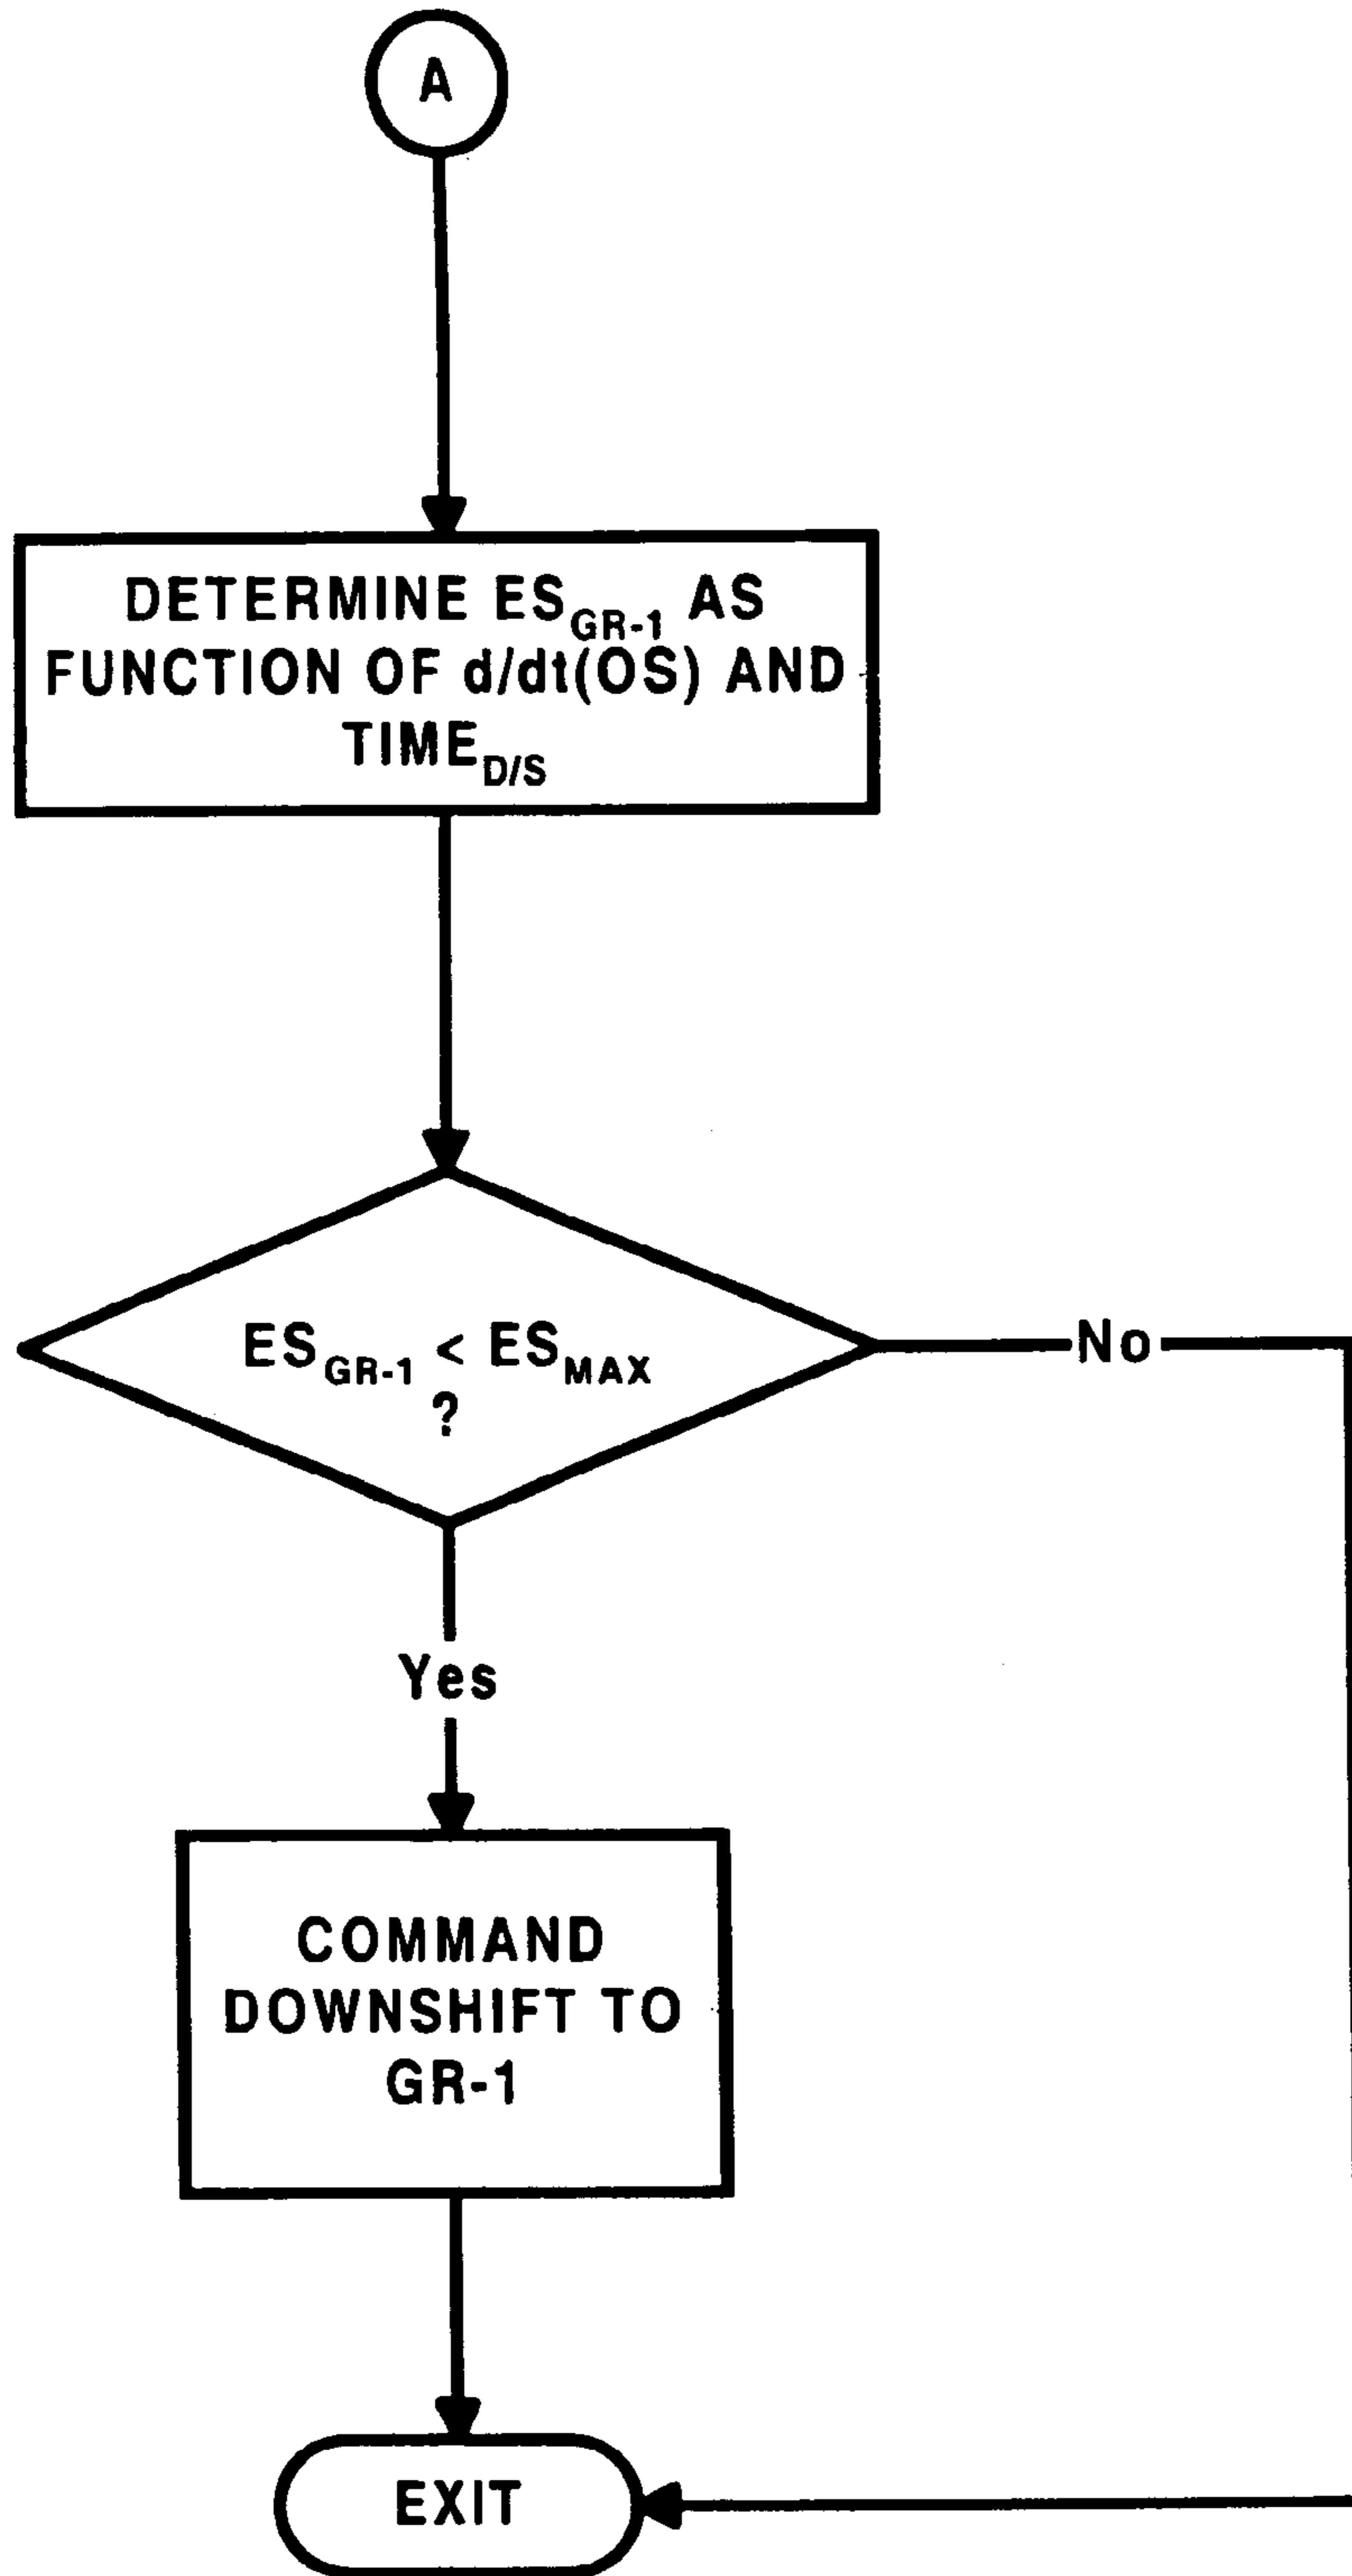 A
DETERMINE ES_GR-1 AS
FUNCTION OF d/dt(OS) AND
TIME_D/S
ES_GR-1 < ES_MAX
?
No
Yes
COMMAND
DOWNSHIFT TO
GR-1
EXIT